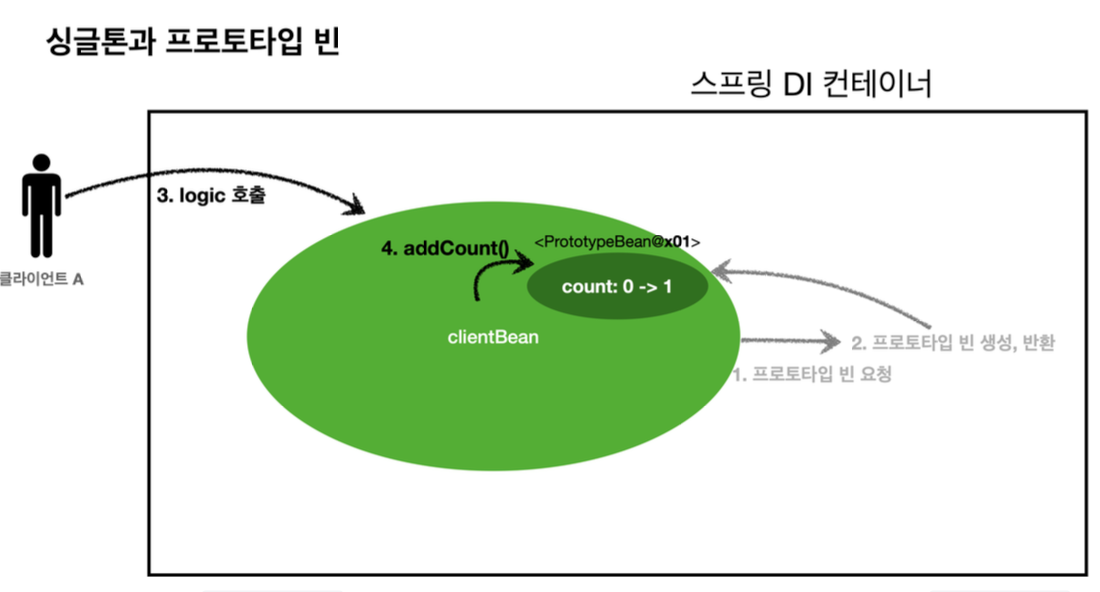 싱글톤과 프로토타입 빈
스프링 DI 컨테이너
3. logic 호출
클라이언트 A
4. addCount()
<PrototypeBean@x01>
count: 0 -> 1
clientBean
2. 프로토타입 빈 생성, 반환
1. 프로토타입 빈 요청